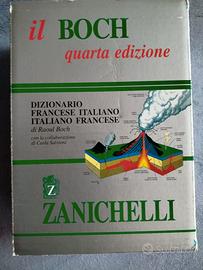 il BOCH
quarta edizione
DIZIONARIO
FRANCESE ITALIANO
ITALIANO FRANCESE
di Raoul Boch
con la collaborazione
di Carla Salvioni
Z
ZANICHELLI
subito